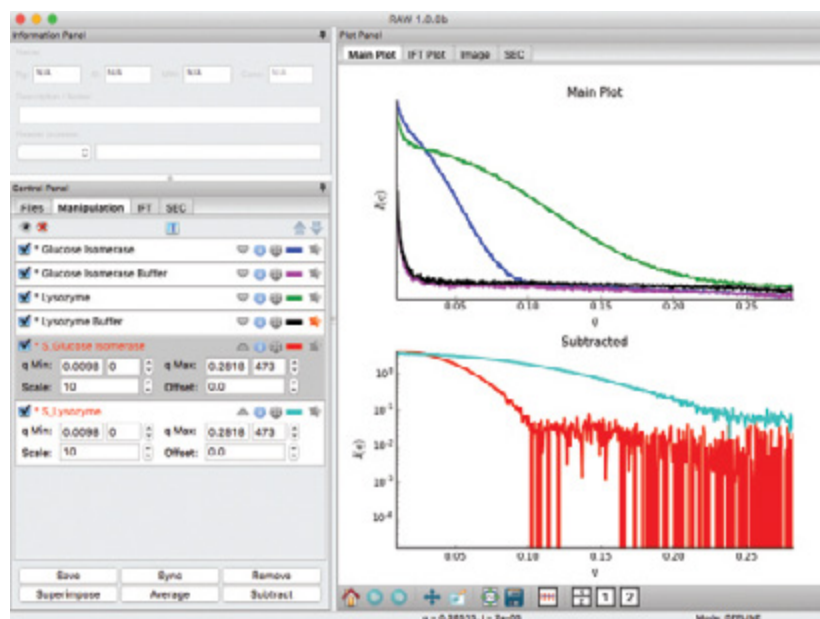 RAW 1.0.0b
Information Panel
N/A N/A N/A N/A
Control Panel
Files Manipulation IFT SEC
* Glucose Isomerase
* Glucose Isomerase Buffer
* Lysozyme
* Lysozyme Buffer
* S_Glucose Isomerase
q Min: 0.0098 0 q Max: 0.2818 473
Scale: 10 Offset: 0.0
* S_Lysozyme
q Min: 0.0098 0 q Max: 0.2818 473
Scale: 10 Offset: 0.0
Save Sync Remove
Superimpose Average Subtract
Plot Panel
Main Plot IFT Plot Image SEC
Main Plot
I(q)
0.05 0.10 0.15 0.20 0.25
q
Subtracted
10⁰
10⁻¹
10⁻²
10⁻³
10⁻⁴
I(q)
0.05 0.10 0.15 0.20 0.25
q
1 2